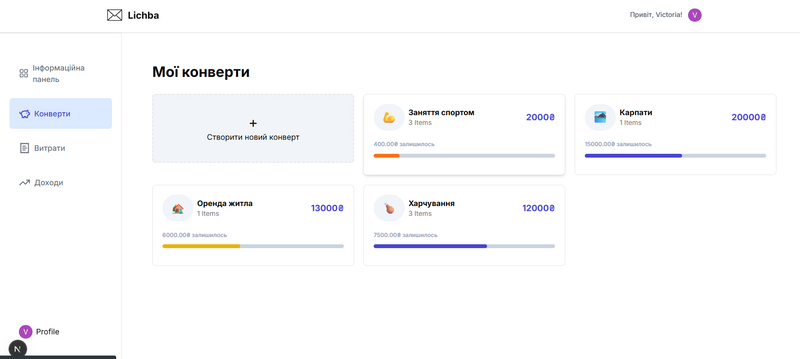 Lichba
Привіт, Victoria!
V
Інформаційна
панель
Конверти
Витрати
Доходи
Мої конверти
+
Створити новий конверт
Заняття спортом
3 Items
2000₴
400.00₴ залишилось
Карпати
1 Items
20000₴
15000.00₴ залишилось
Оренда житла
1 Items
13000₴
6000.00₴ залишилось
Харчування
3 Items
12000₴
7500.00₴ залишилось
V
Profile
N